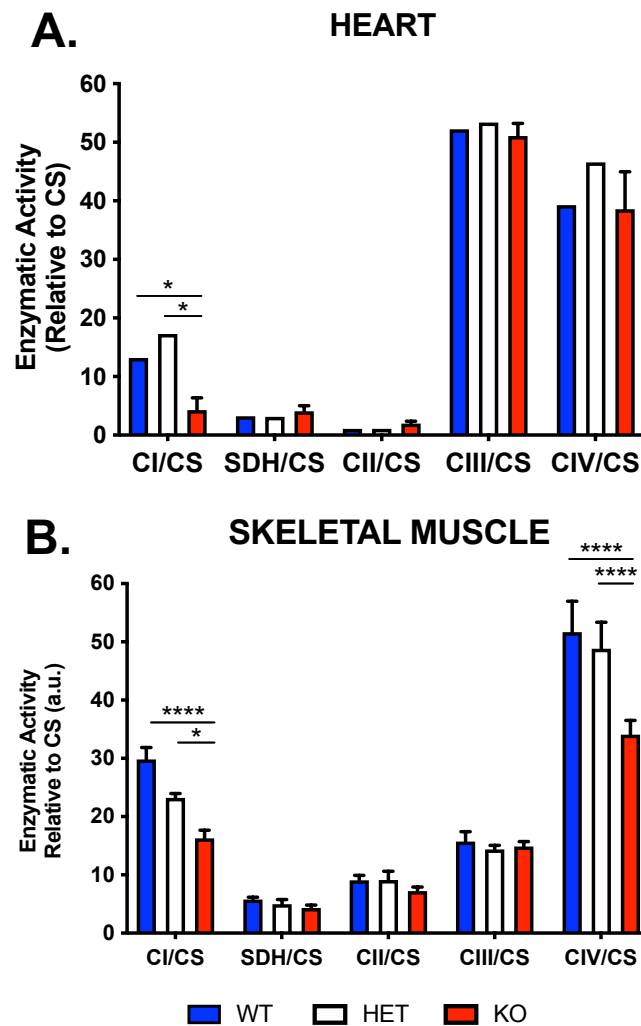 A.
HEART
Enzymatic Activity
(Relative to CS)
60
50
40
30
20
10
0
*
*
CI/CS SDH/CS CII/CS CIII/CS CIV/CS
B.
SKELETAL MUSCLE
Enzymatic Activity
Relative to CS (a.u.)
60
50
40
30
20
10
0
****
*
****
****
CI/CS SDH/CS CII/CS CIII/CS CIV/CS
WT HET KO